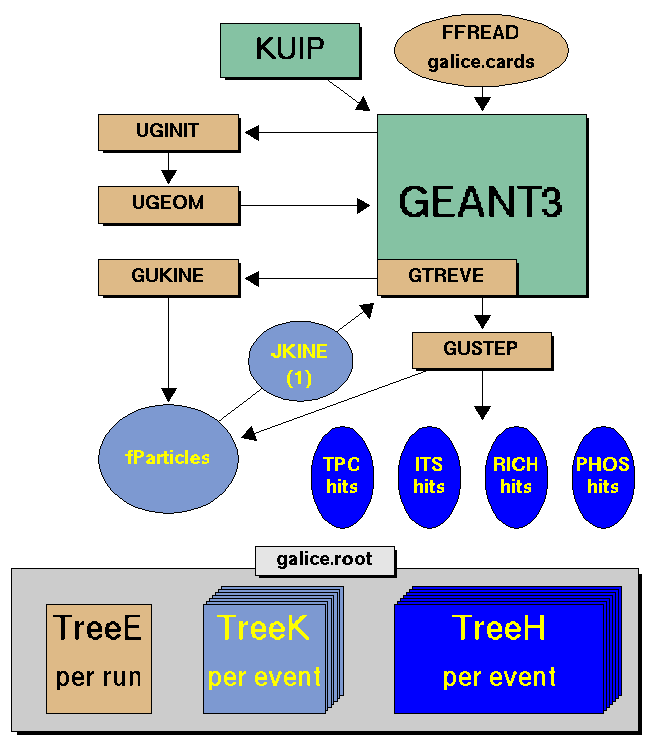 KUIP
FFREAD
galice.cards
UGINIT
UGEOM
GEANT3
GUKINE
GTREVE
JKINE
(1)
GUSTEP
fParticles
TPC
hits
ITS
hits
RICH
hits
PHOS
hits
galice.root
TreeE
per run
TreeK
per event
TreeH
per event